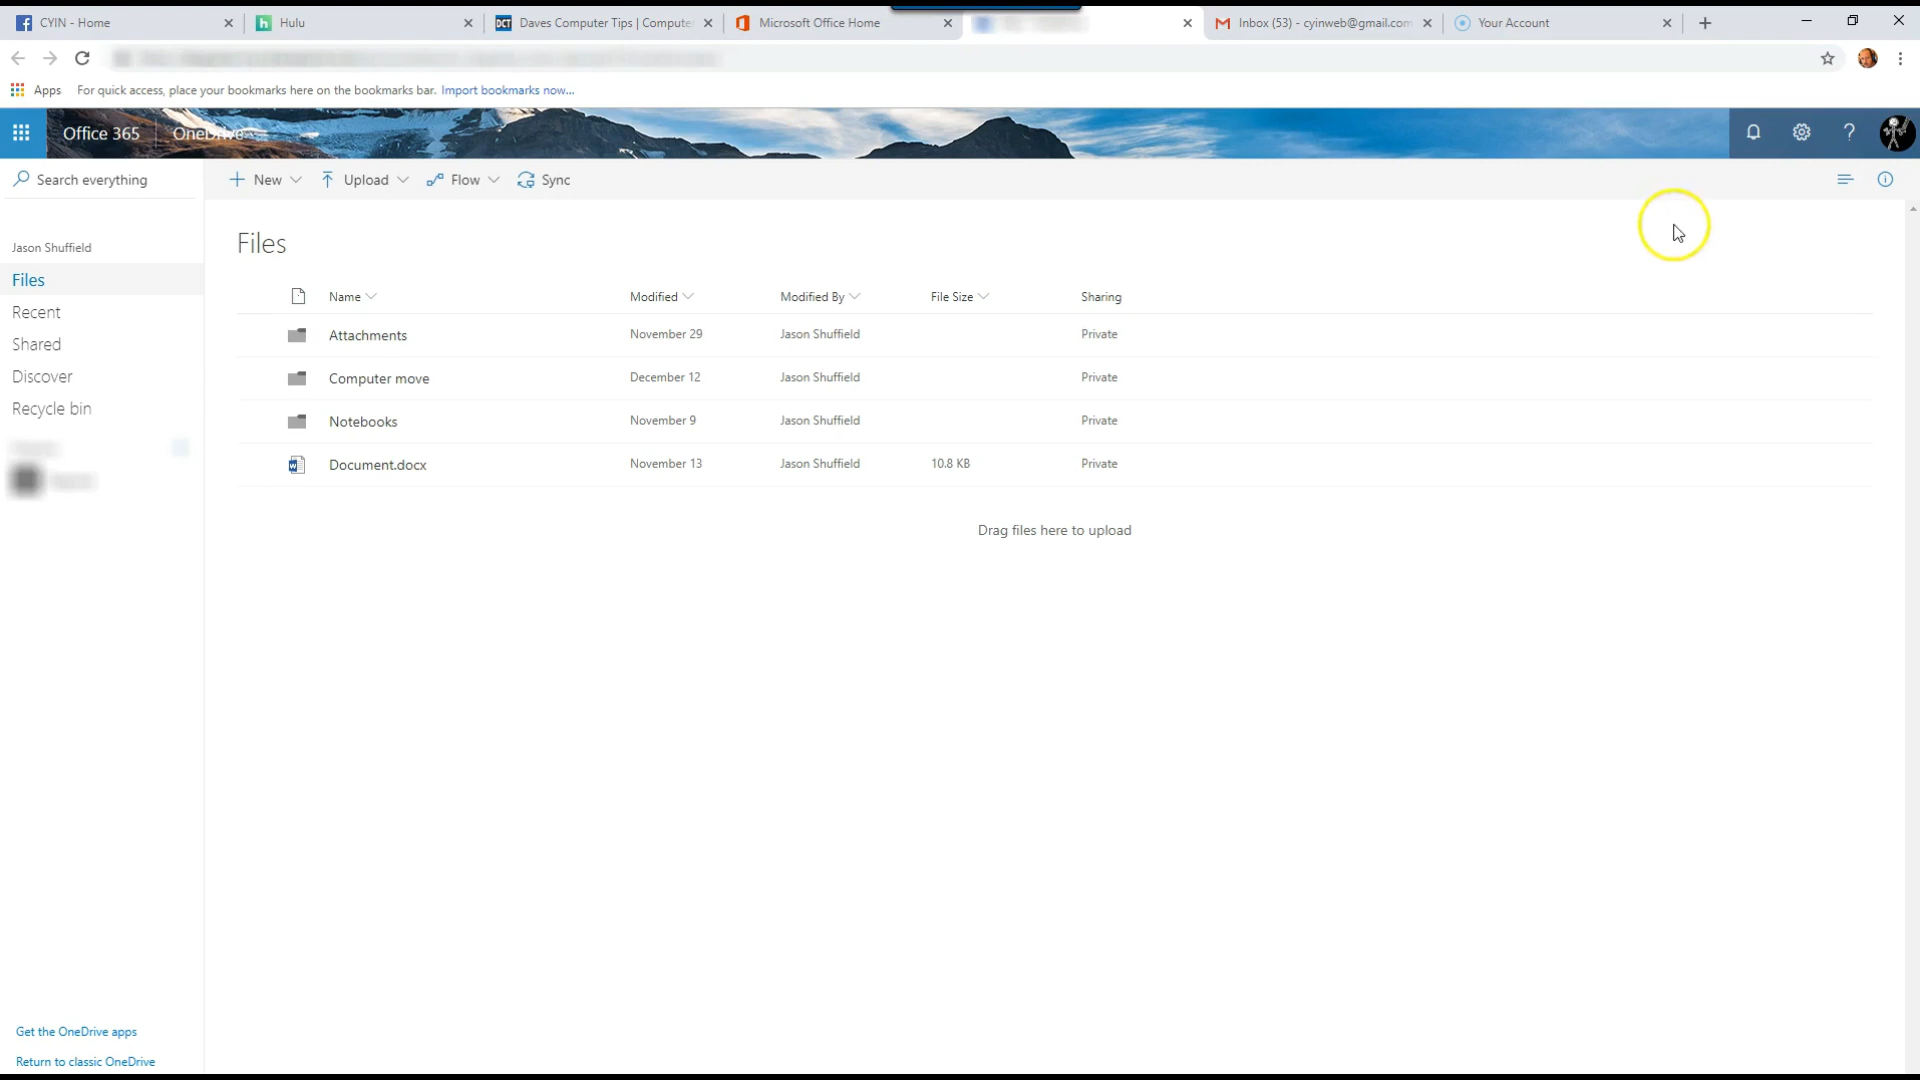 CYIN - Home
Hulu
Daves Computer Tips | Compute
Microsoft Office Home
Inbox (53) - cyinweb@gmail.com
Your Account
Apps
For quick access, place your bookmarks here on the bookmarks bar. Import bookmarks now...
Office 365
OneDrive
Search everything
New
Upload
Flow
Sync
Jason Shuffield
Files
Recent
Shared
Discover
Recycle bin
Files
Name Modified Modified By File Size Sharing
Attachments November 29 Jason Shuffield Private
Computer move December 12 Jason Shuffield Private
Notebooks November 9 Jason Shuffield Private
Document.docx November 13 Jason Shuffield 10.8 KB Private
Drag files here to upload
Get the OneDrive apps
Return to classic OneDrive